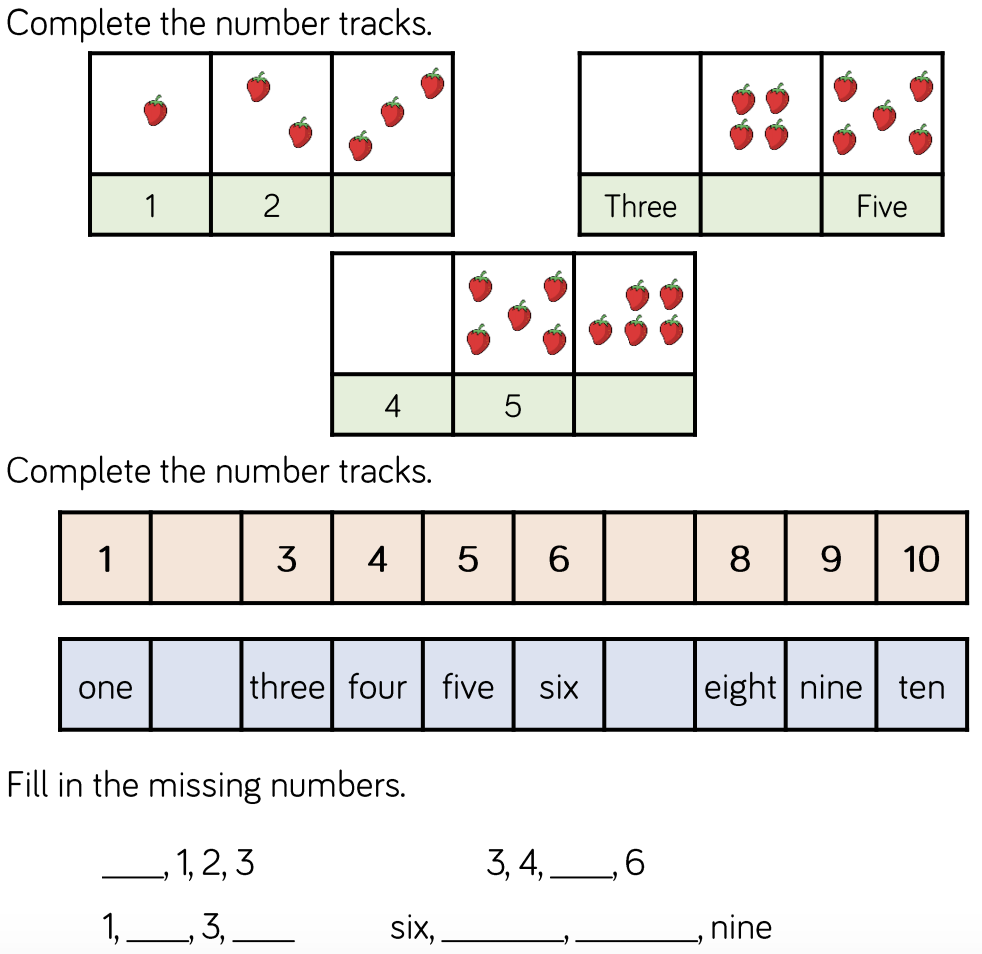 Complete the number tracks.
1 2
Three Five
4 5
Complete the number tracks.
1 3 4 5 6 8 9 10
one three four five six eight nine ten
Fill in the missing numbers.
____, 1, 2, 3 3, 4, ____, 6
1, ____, 3, ____ six, ________, ________, nine